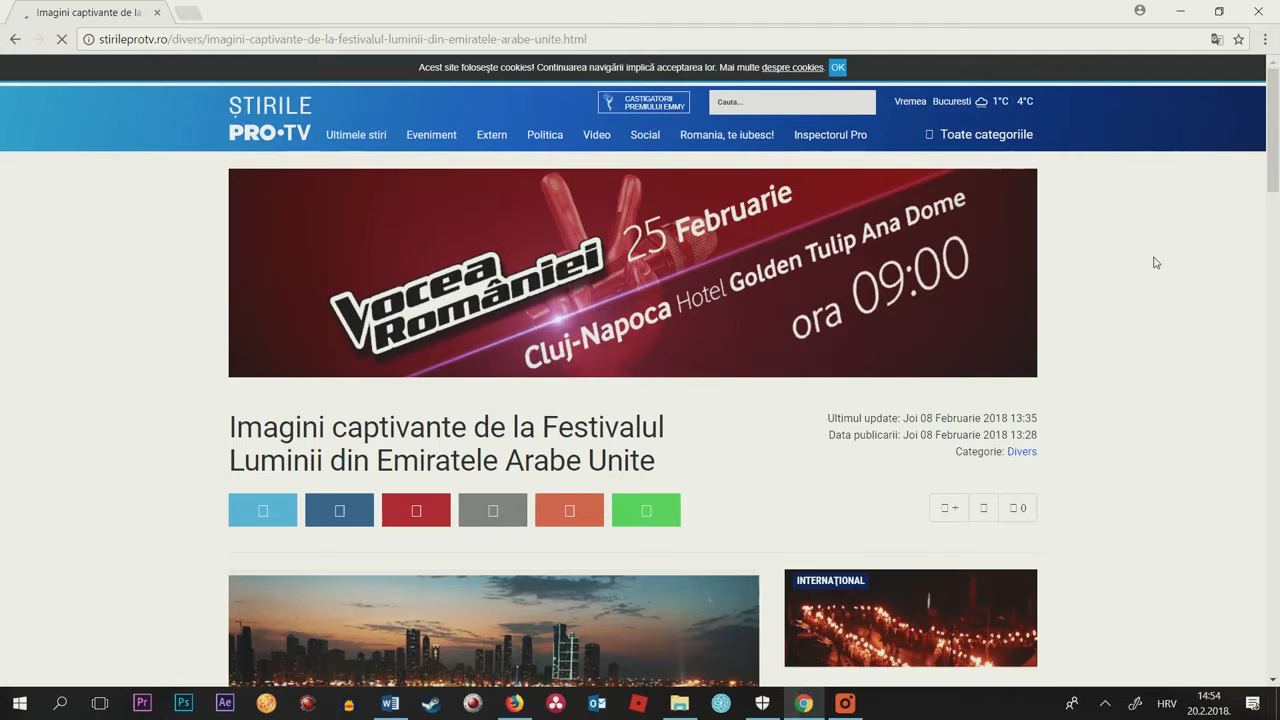 Imagini captivante de la
stirileprotv.ro/divers/imagini-captivante-de-la-festivalul-luminii-din-emiratele-arabe-unite.html
Acest site folosește cookies! Continuarea navigării implică acceptarea lor. Mai multe despre cookies. OK
ȘTIRILE
PRO•TV
CASTIGATORII
PREMIULUI EMMY
Cauta...
Vremea Bucuresti 1°C | 4°C
Ultimele stiri Eveniment Extern Politica Video Social Romania, te iubesc! Inspectorul Pro Toate categoriile
Vocea
României
25 Februarie
Cluj-Napoca Hotel Golden Tulip Ana Dome
ora 09:00
Imagini captivante de la Festivalul
Luminii din Emiratele Arabe Unite
Ultimul update: Joi 08 Februarie 2018 13:35
Data publicarii: Joi 08 Februarie 2018 13:28
Categorie: Divers
+ 0
INTERNAŢIONAL
Pr Ps Ae
HRV
14:54
20.2.2018.